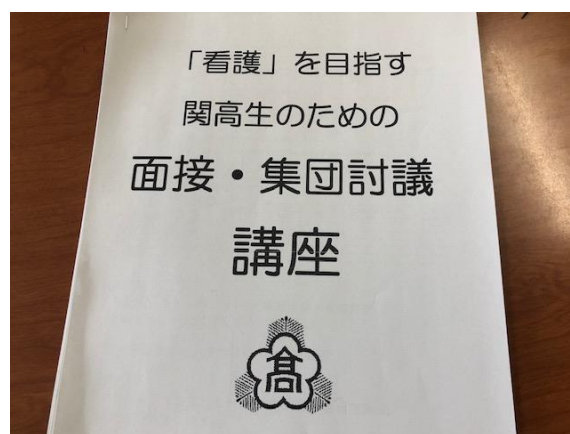 「看護」を目指す
関高生のための
面接・集団討議
講座
高